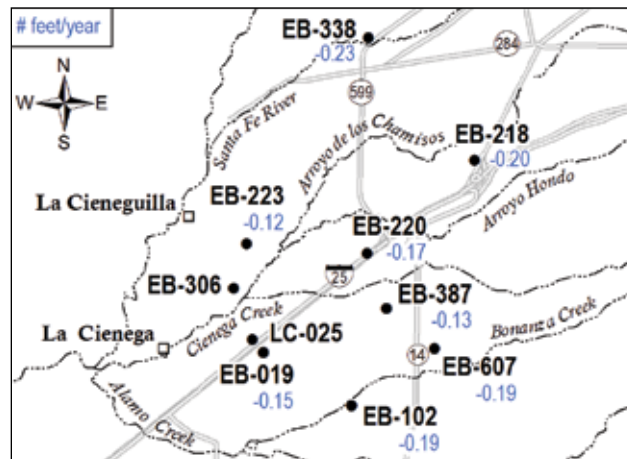 # feet/year
EB-338
-0.23
284
N
W E
S
599
Santa Fe River
Arroyo de los Chamisos
EB-218
-0.20
La Cieneguilla
EB-223
-0.12
Arroyo Hondo
EB-220
-0.17
25
EB-306
EB-387
-0.13
Bonanza Creek
Cienega Creek
La Cienega
LC-025
14
EB-607
-0.19
EB-019
-0.15
Alamo Creek
EB-102
-0.19